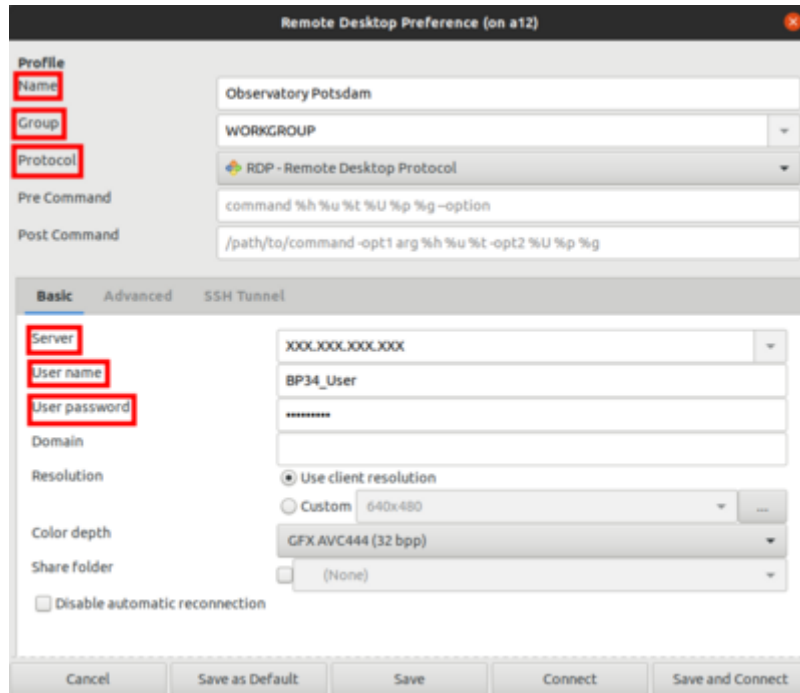 Remote Desktop Preference (on a12)
Profile
Name Observatory Potsdam
Group WORKGROUP
Protocol RDP - Remote Desktop Protocol
Pre Command command %h %u %t %U %p %g --option
Post Command /path/to/command -opt1 arg %h %u %t -opt2 %U %p %g
Basic Advanced SSH Tunnel
Server XXX.XXX.XXX.XXX
User name BP34_User
User password •••••••••
Domain
Resolution Use client resolution
Custom 640x480 ...
Color depth GFX AVC444 (32 bpp)
Share folder (None)
Disable automatic reconnection
Cancel Save as Default Save Connect Save and Connect